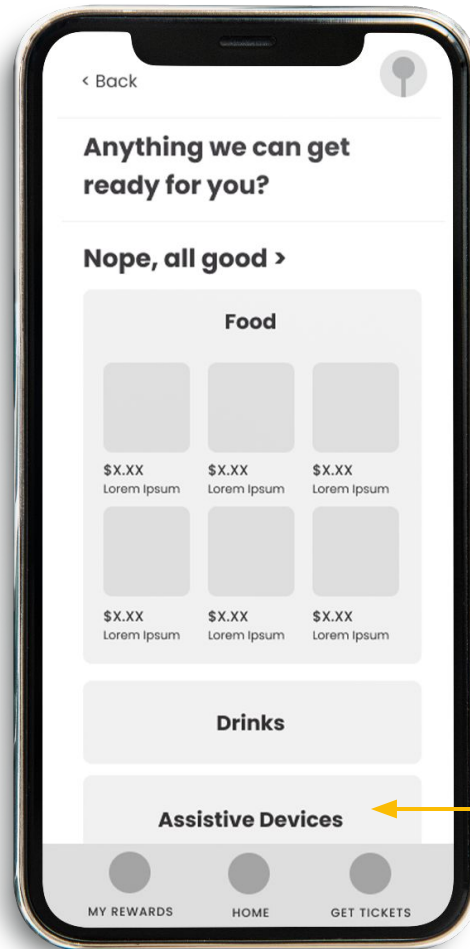 < Back
Anything we can get
ready for you?
Nope, all good >
Food
$X.XX $X.XX $X.XX
Lorem Ipsum Lorem Ipsum Lorem Ipsum
$X.XX $X.XX $X.XX
Lorem Ipsum Lorem Ipsum Lorem Ipsum
Drinks
Assistive Devices
MY REWARDS HOME GET TICKETS